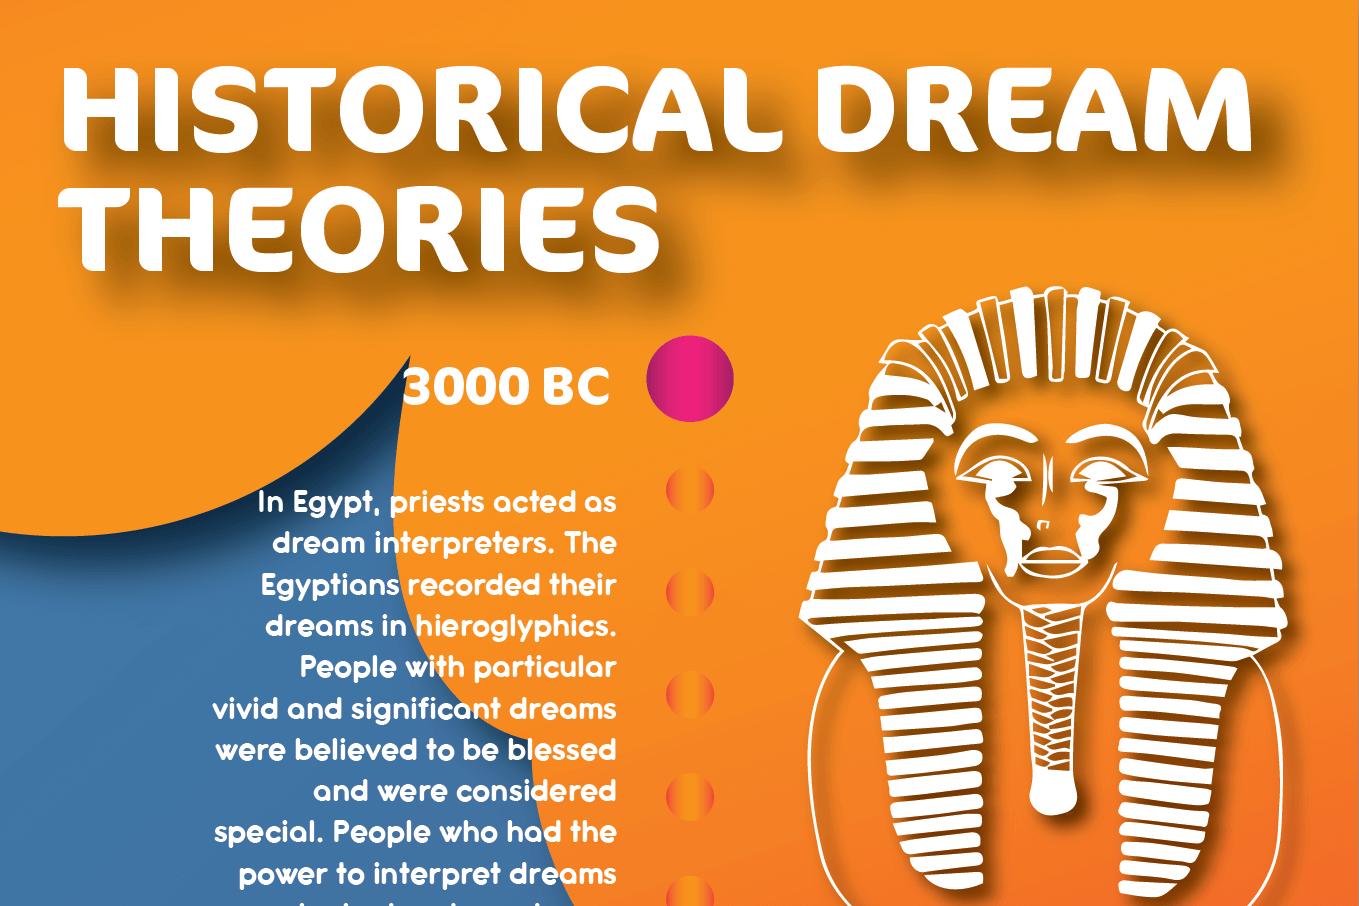 HISTORICAL DREAM
THEORIES
3000 BC
In Egypt, priests acted as
dream interpreters. The
Egyptians recorded their
dreams in hieroglyphics.
People with particular
vivid and significant dreams
were believed to be blessed
and were considered
special. People who had the
power to interpret dreams